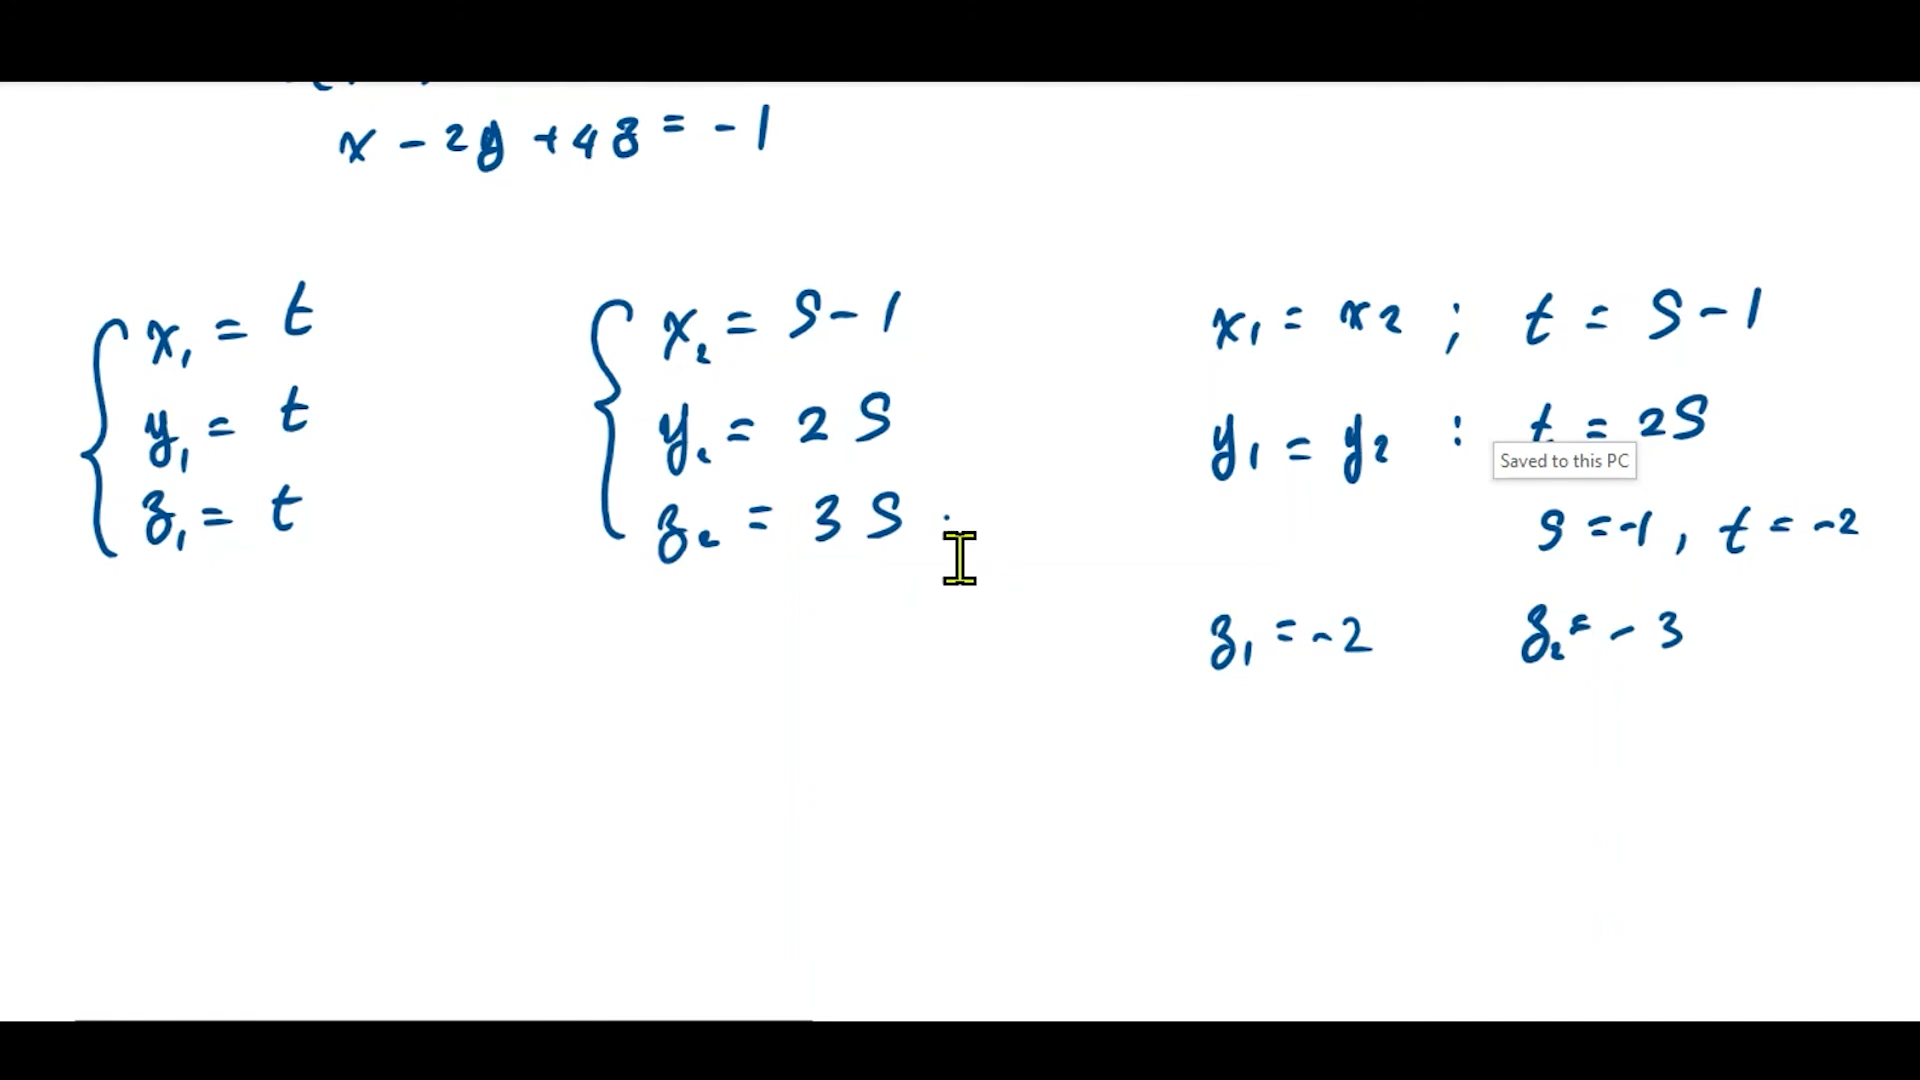 x - 2y + 4z = -1
x₁ = t
y₁ = t
z₁ = t
x₂ = s-1
y₂ = 2s
z₂ = 3s
x₁ = x₂ ; t = s-1
y₁ = y₂ : t = 2s
Saved to this PC
s = -1, t = -2
z₁ = -2 z₂ = -3